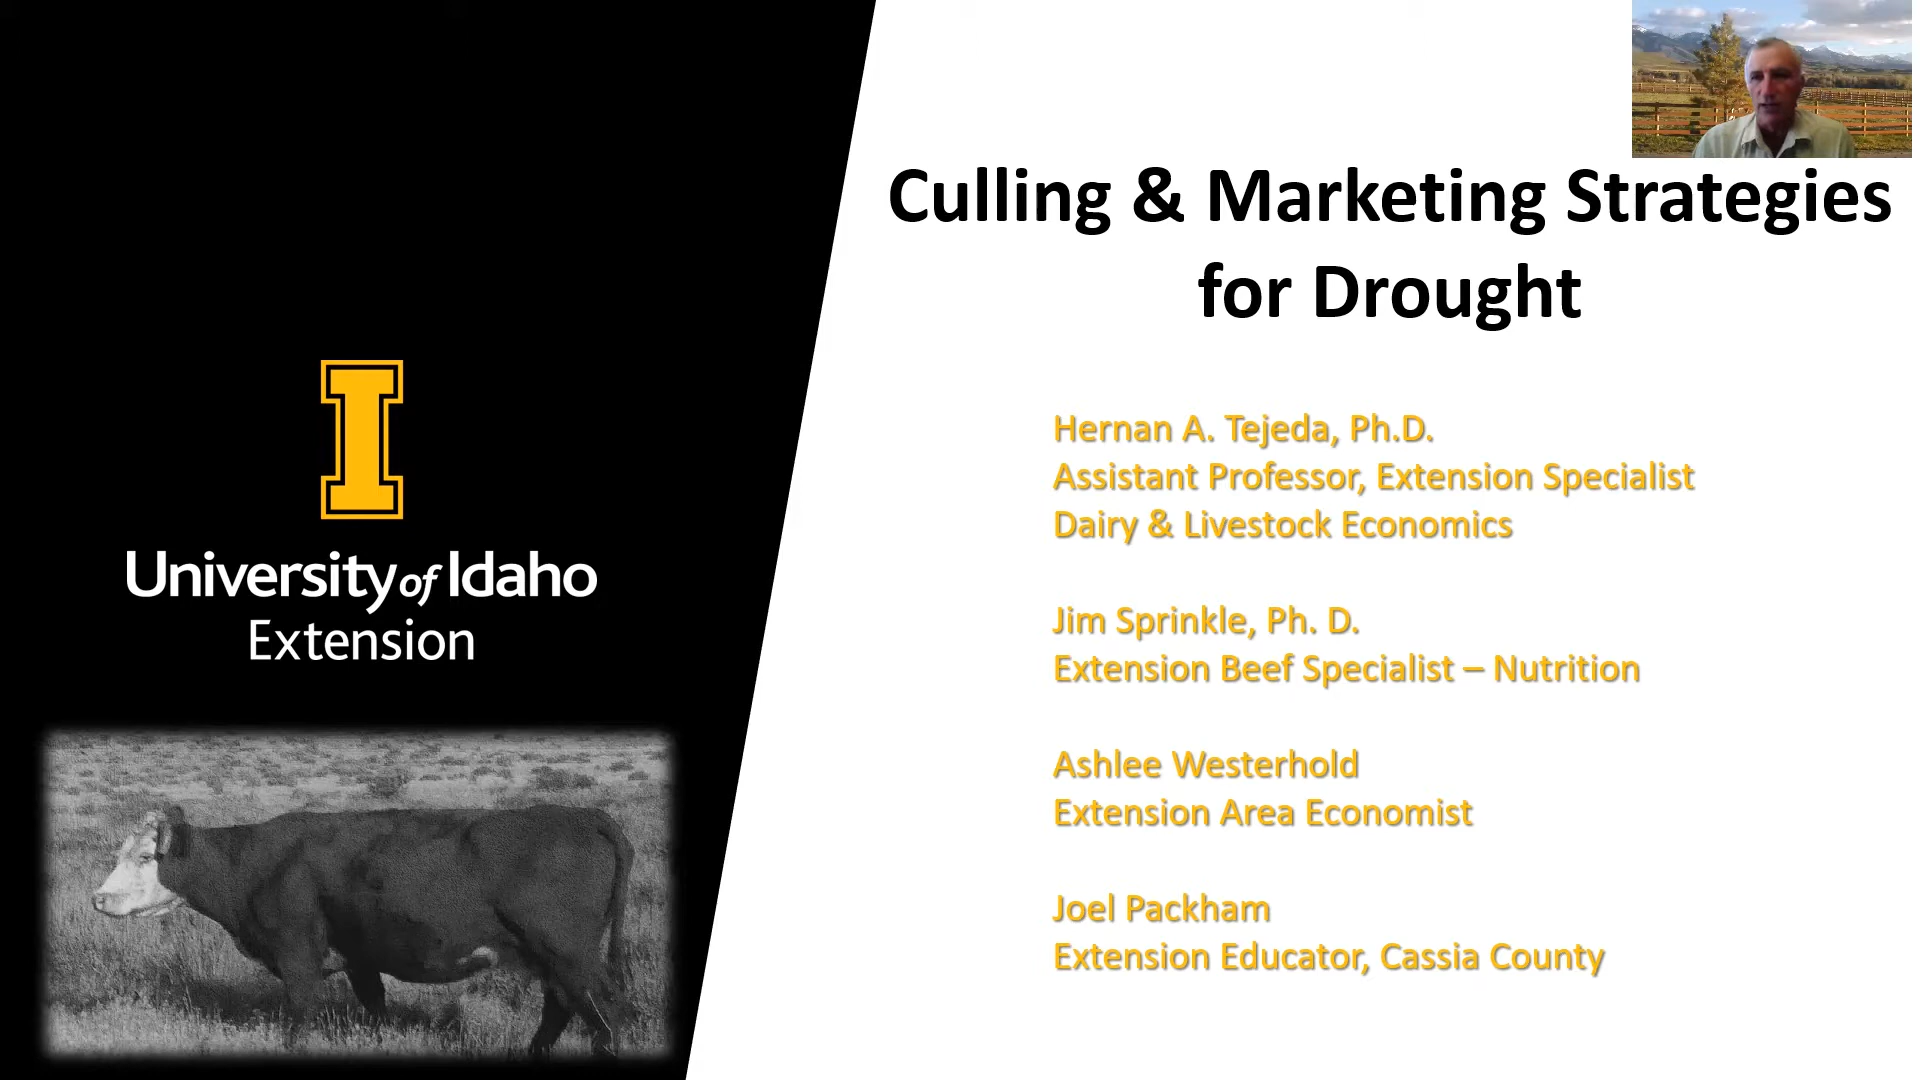 Culling & Marketing Strategies
for Drought
Hernan A. Tejeda, Ph.D.
Assistant Professor, Extension Specialist
Dairy & Livestock Economics
Jim Sprinkle, Ph. D.
Extension Beef Specialist – Nutrition
Ashlee Westerhold
Extension Area Economist
Joel Packham
Extension Educator, Cassia County
I
University of Idaho
Extension